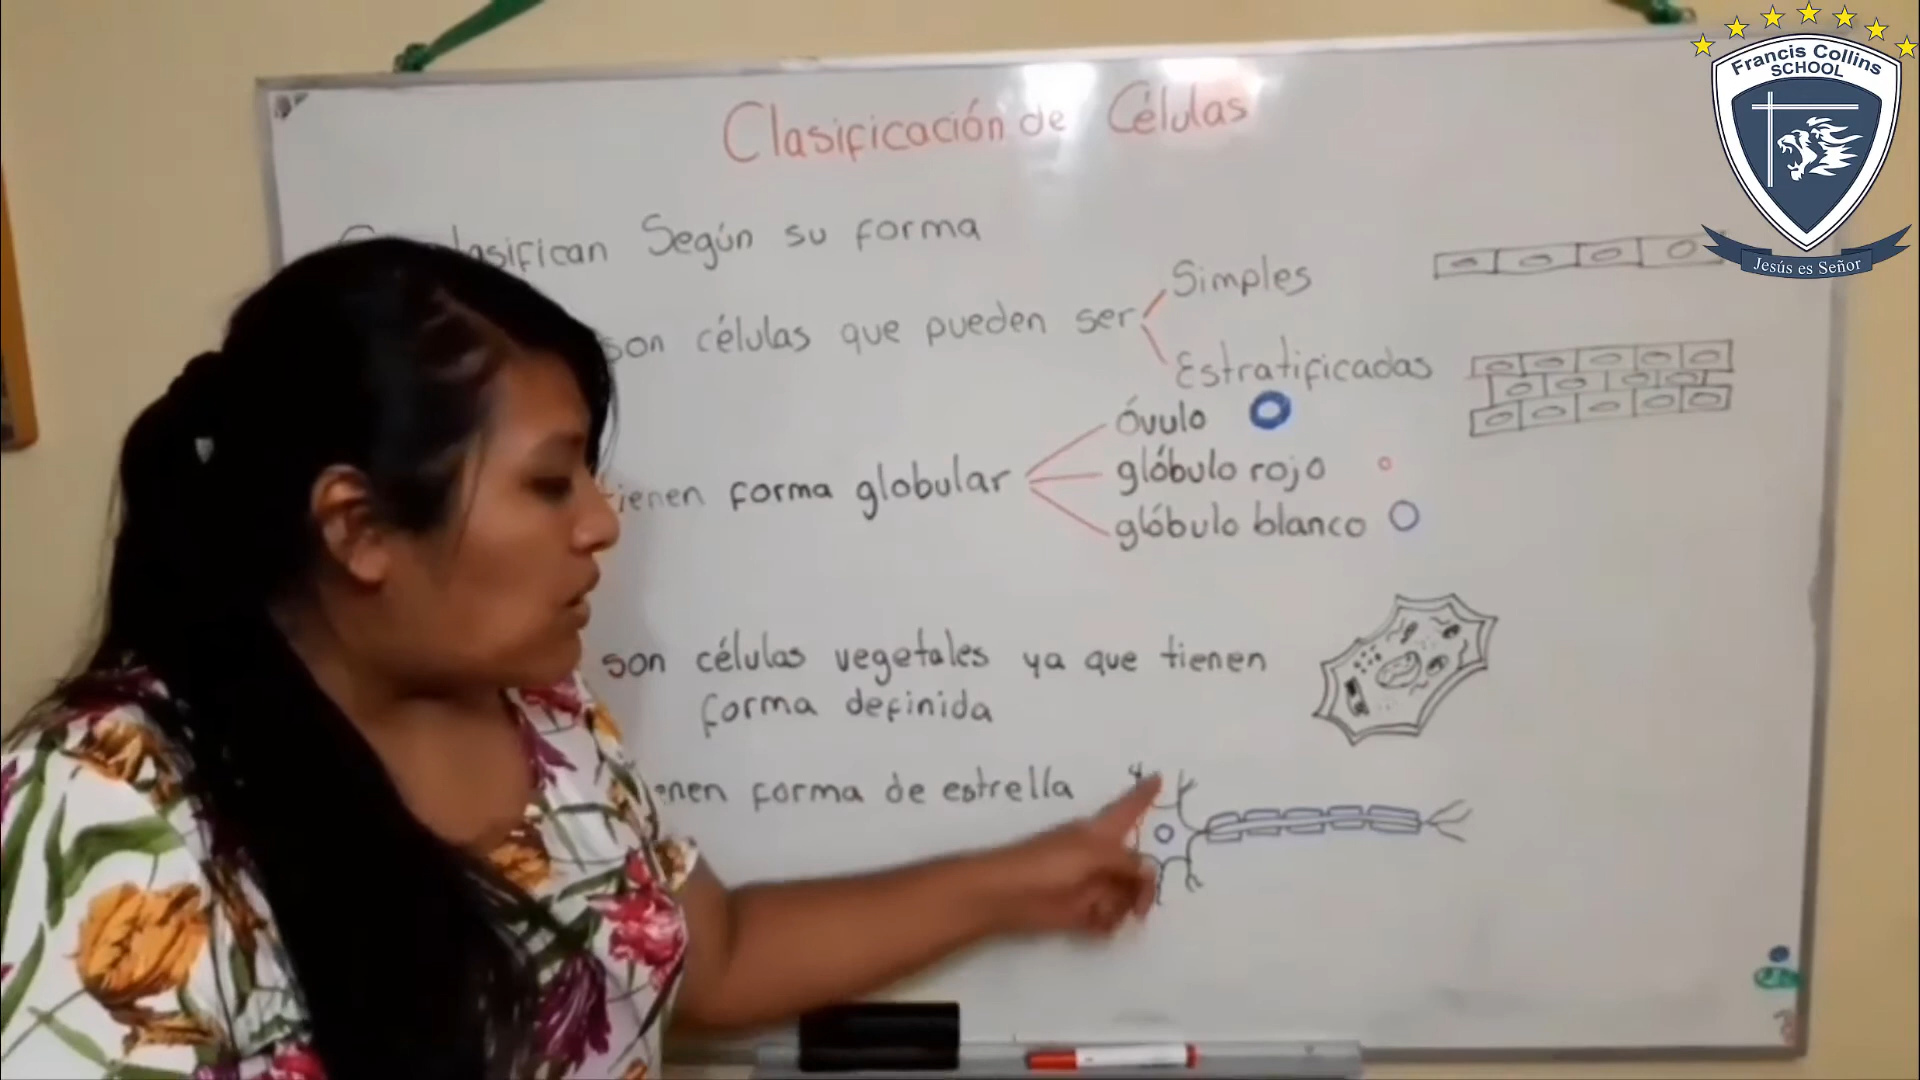 Clasificación de Células
Según su forma
son células que pueden ser
Simples
Estratificadas
forma globular
Óvulo
glóbulo rojo
glóbulo blanco
son células vegetales ya que tienen
forma definida
forma de estrella
Francis Collins
SCHOOL
Jesús es Señor